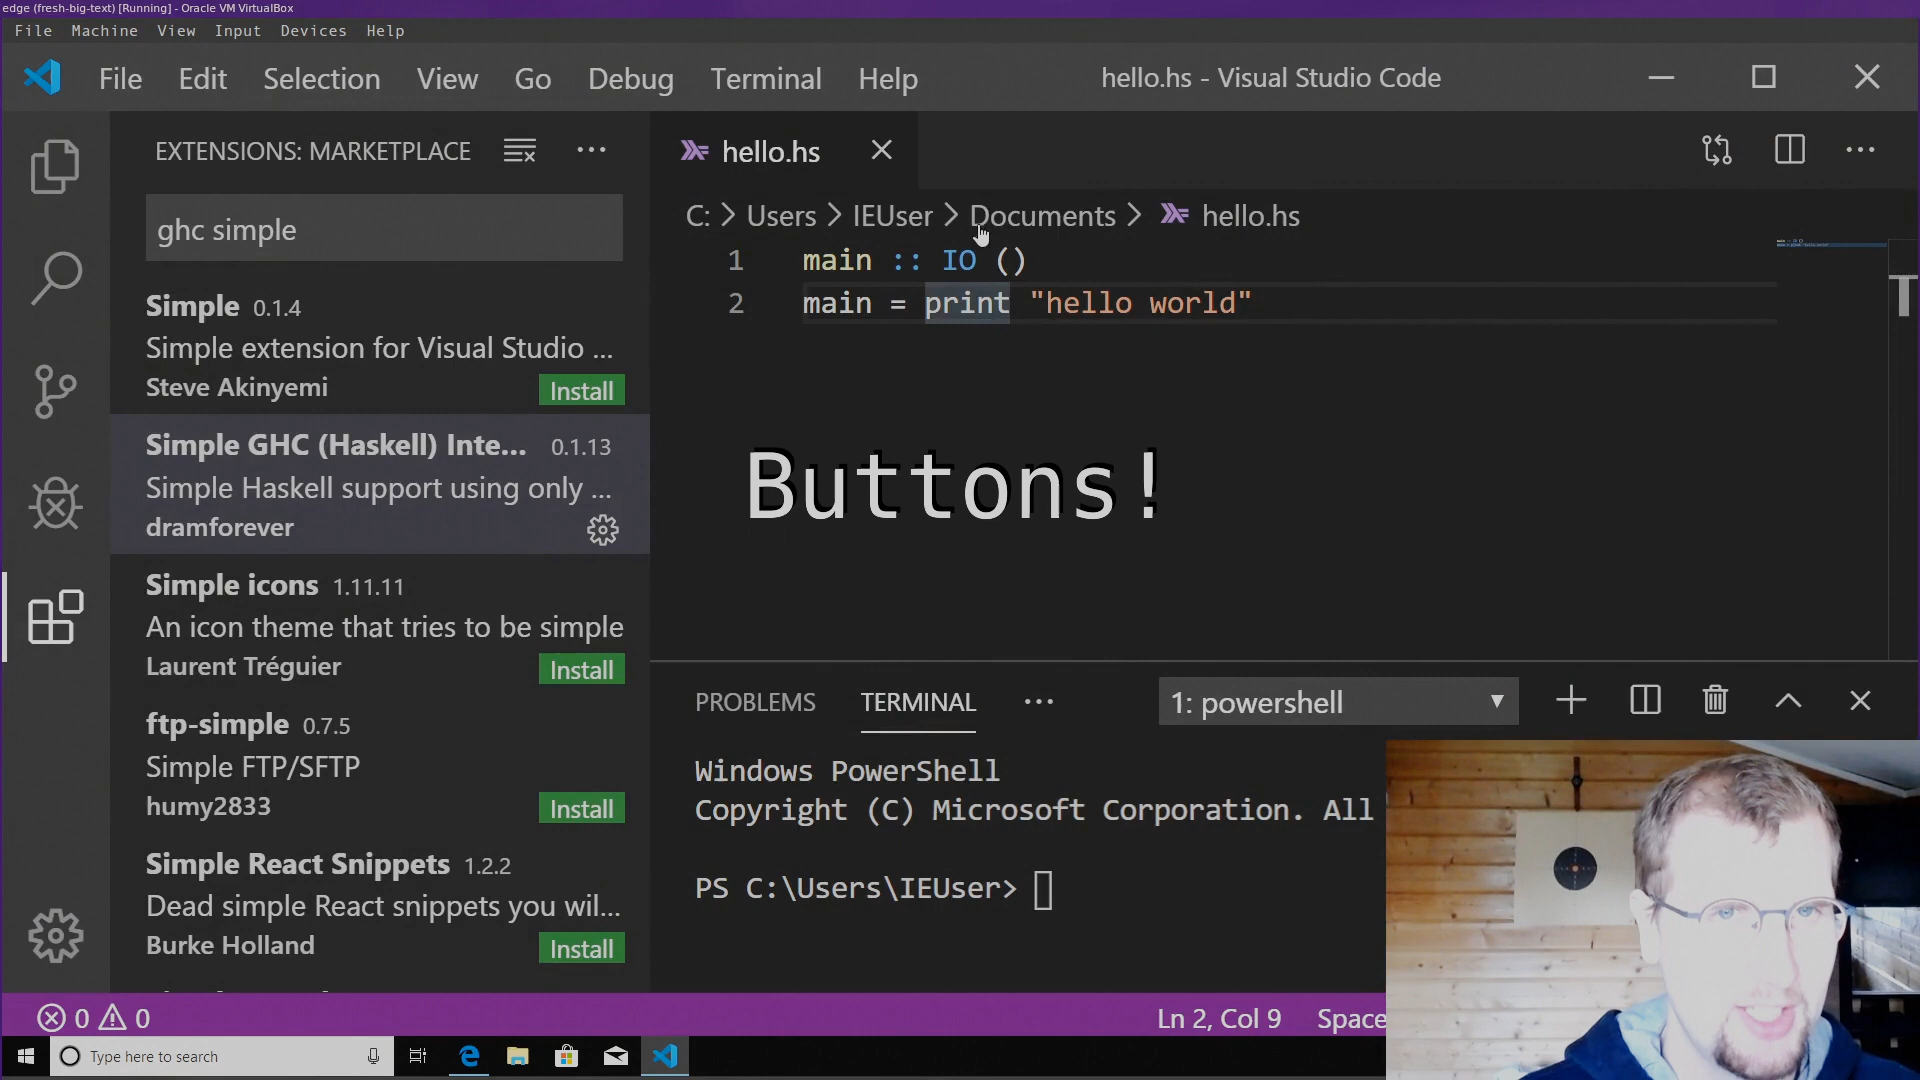 edge (fresh-big-text) [Running] - Oracle VM VirtualBox
File Machine View Input Devices Help
File Edit Selection View Go Debug Terminal Help
hello.hs - Visual Studio Code
EXTENSIONS: MARKETPLACE
ghc simple
Simple 0.1.4
Simple extension for Visual Studio ...
Steve Akinyemi
Install
Simple GHC (Haskell) Inte... 0.1.13
Simple Haskell support using only ...
dramforever
Simple icons 1.11.11
An icon theme that tries to be simple
Laurent Tréguier
Install
ftp-simple 0.7.5
Simple FTP/SFTP
humy2833
Install
Simple React Snippets 1.2.2
Dead simple React snippets you wil...
Burke Holland
Install
hello.hs
C: > Users > IEUser > Documents > hello.hs
1 main :: IO ()
2 main = print "hello world"
Buttons!
PROBLEMS TERMINAL ...
1: powershell
Windows PowerShell
Copyright (C) Microsoft Corporation. All
PS C:\Users\IEUser>
0 0
Ln 2, Col 9
Space
Type here to search